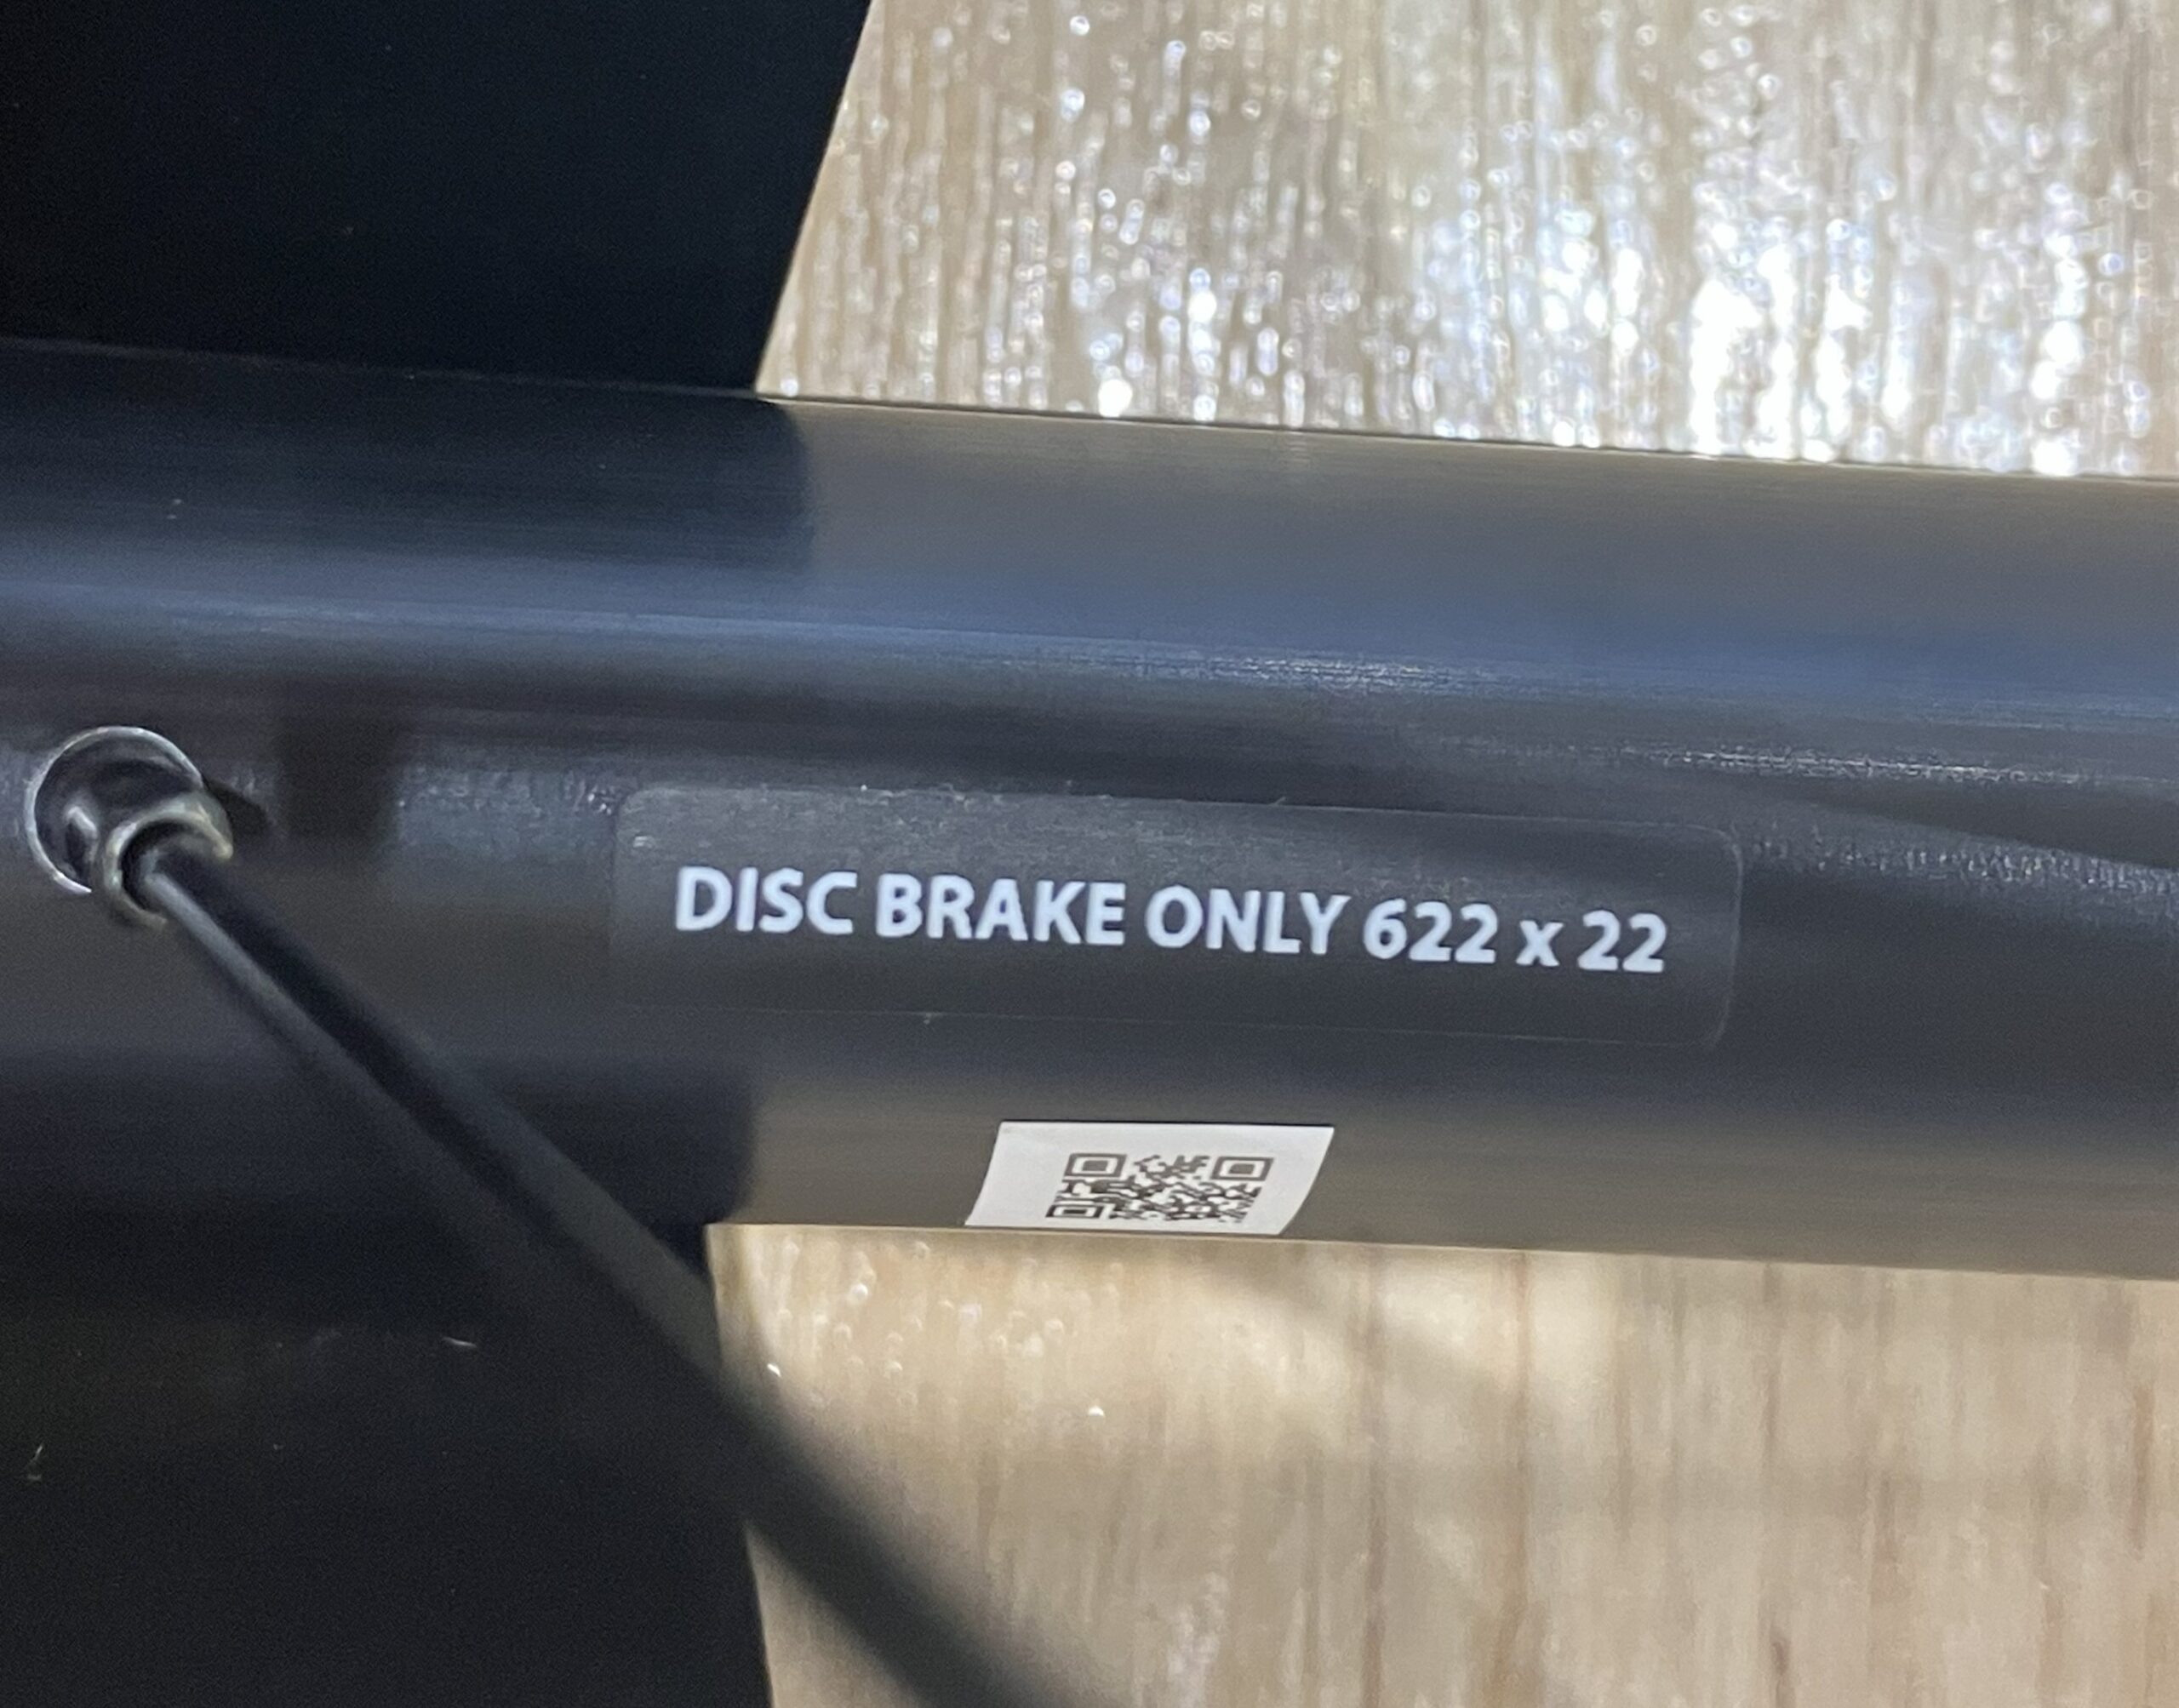 DISC BRAKE ONLY 622 x 22